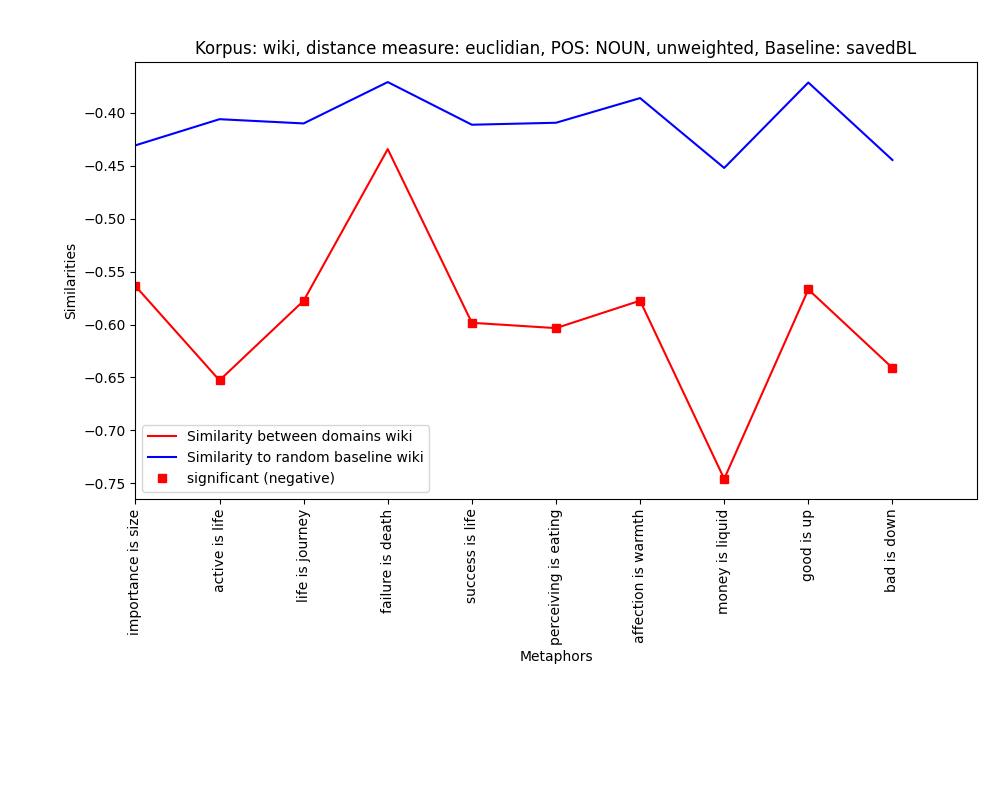 Korpus: wiki, distance measure: euclidian, POS: NOUN, unweighted, Baseline: savedBL
Similarities
−0.40
−0.45
−0.50
−0.55
−0.60
−0.65
−0.70
−0.75
Similarity between domains wiki
Similarity to random baseline wiki
significant (negative)
importance is size
active is life
life is journey
failure is death
success is life
perceiving is eating
affection is warmth
money is liquid
good is up
bad is down
Metaphors